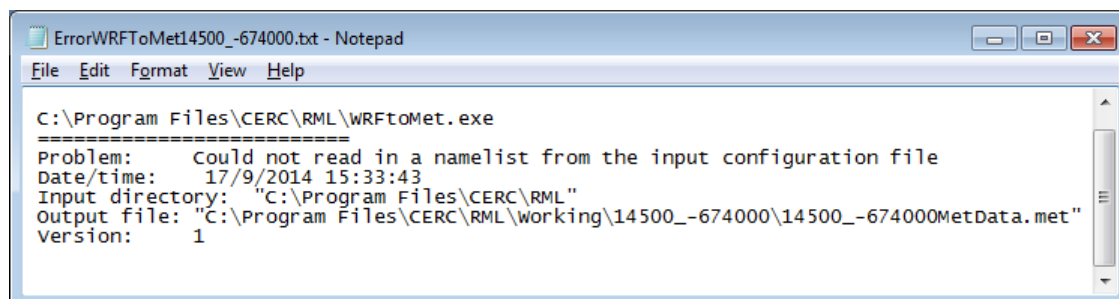 ErrorWRFToMet14500_-674000.txt - Notepad
File Edit Format View Help
C:\Program Files\CERC\RML\WRFtoMet.exe
==========================
Problem: Could not read in a namelist from the input configuration file
Date/time: 17/9/2014 15:33:43
Input directory: "C:\Program Files\CERC\RML"
Output file: "C:\Program Files\CERC\RML\Working\14500_-674000\14500_-674000MetData.met"
Version: 1